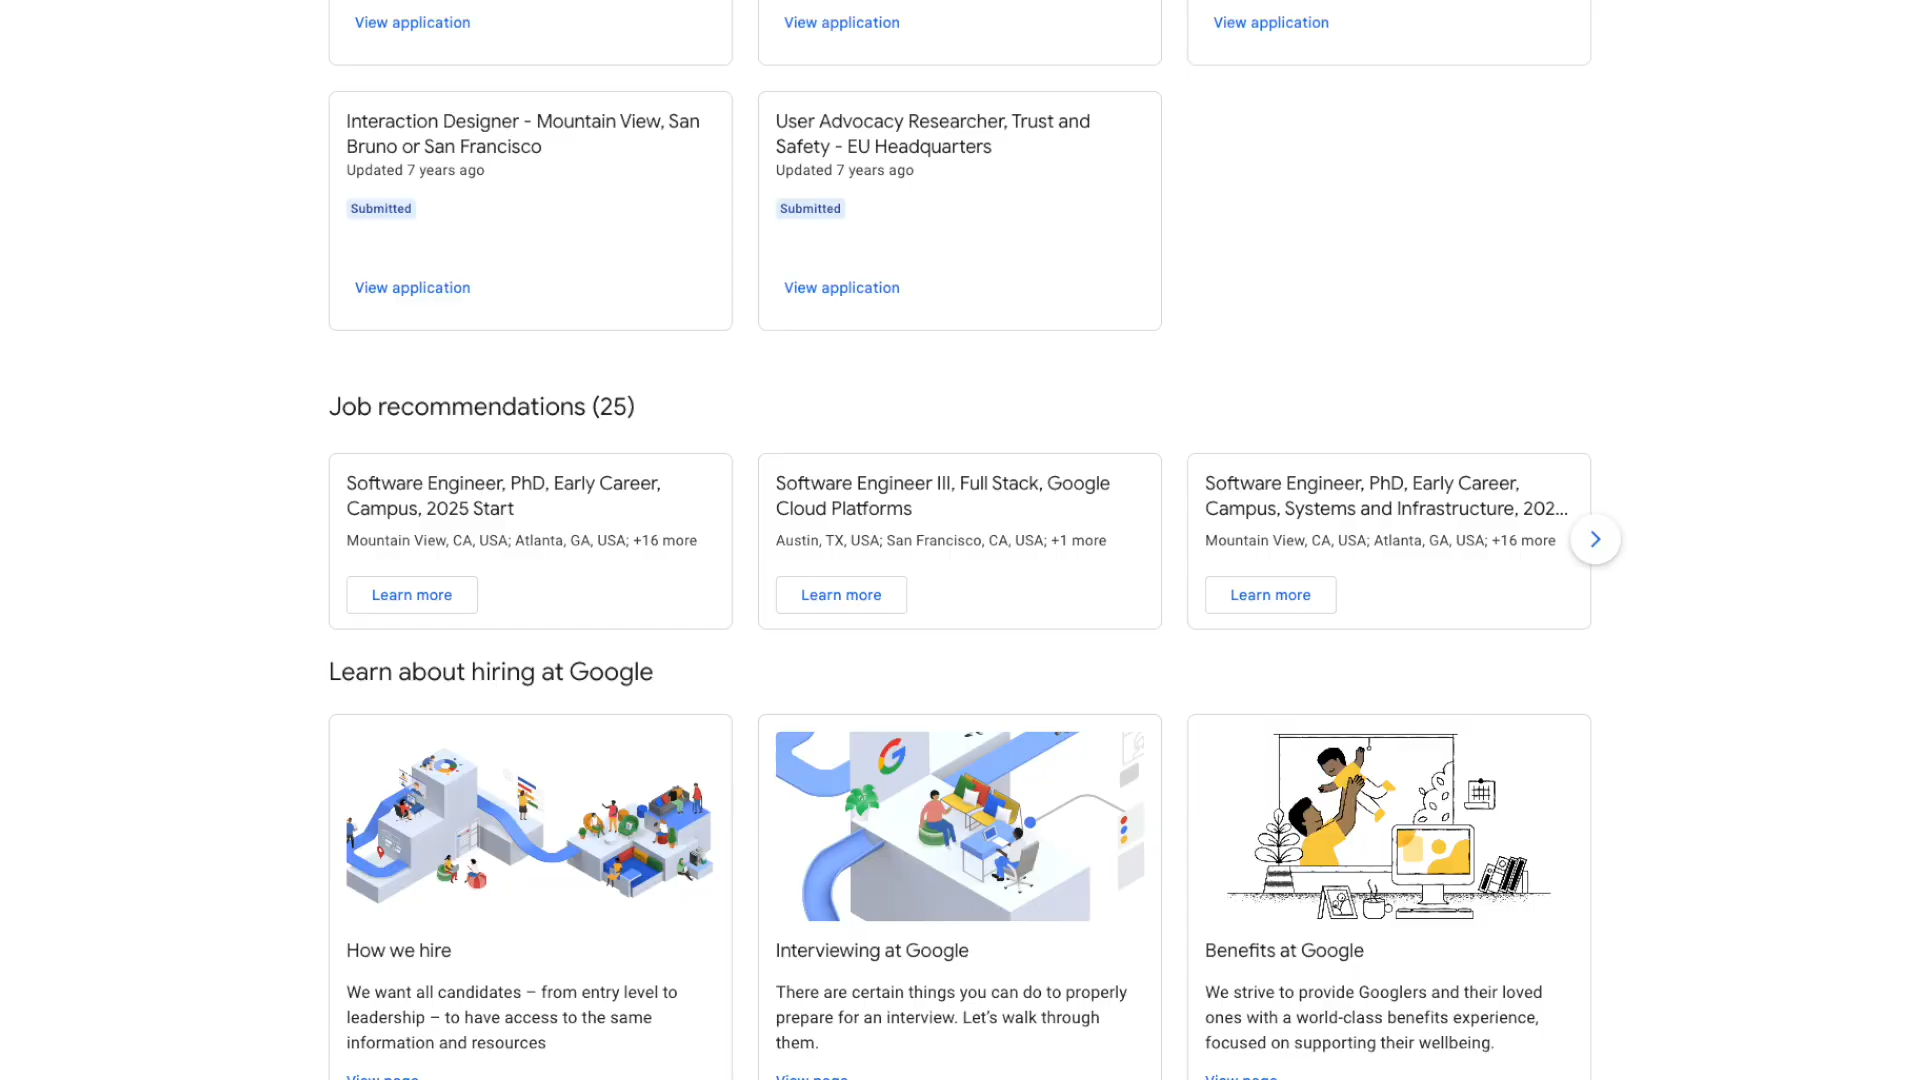 View application
View application
View application
Interaction Designer - Mountain View, San
Bruno or San Francisco
Updated 7 years ago
Submitted
View application
User Advocacy Researcher, Trust and
Safety - EU Headquarters
Updated 7 years ago
Submitted
View application
Job recommendations (25)
Software Engineer, PhD, Early Career,
Campus, 2025 Start
Mountain View, CA, USA; Atlanta, GA, USA; +16 more
Learn more
Software Engineer III, Full Stack, Google
Cloud Platforms
Austin, TX, USA; San Francisco, CA, USA; +1 more
Learn more
Software Engineer, PhD, Early Career,
Campus, Systems and Infrastructure, 202...
Mountain View, CA, USA; Atlanta, GA, USA; +16 more
Learn more
Learn about hiring at Google
How we hire
We want all candidates – from entry level to
leadership – to have access to the same
information and resources
View page
G
Interviewing at Google
There are certain things you can do to properly
prepare for an interview. Let's walk through
them.
View page
Benefits at Google
We strive to provide Googlers and their loved
ones with a world-class benefits experience,
focused on supporting their wellbeing.
View page